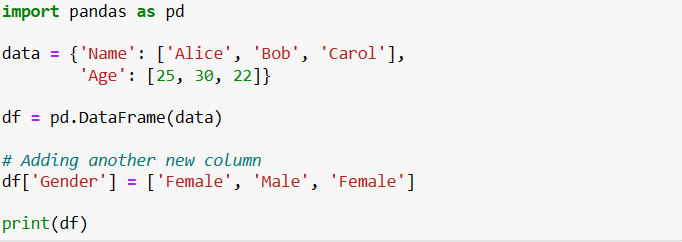 import pandas as pd
data = {'Name': ['Alice', 'Bob', 'Carol'],
'Age': [25, 30, 22]}
df = pd.DataFrame(data)
# Adding another new column
df['Gender'] = ['Female', 'Male', 'Female']
print(df)